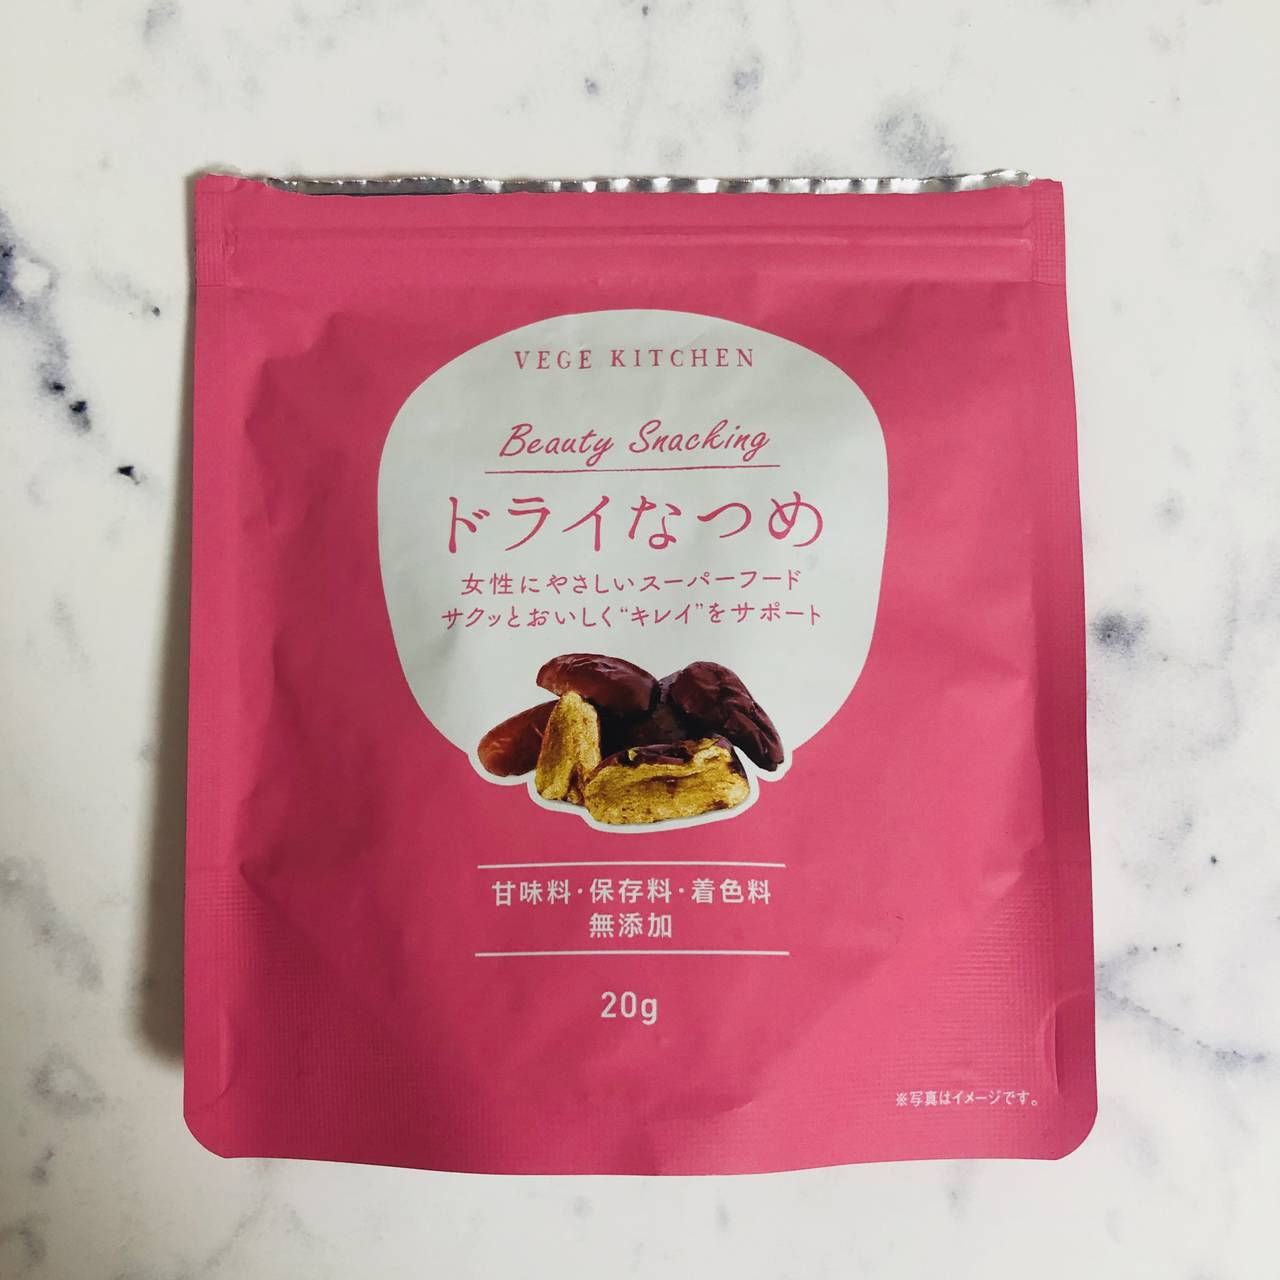 VEGE KITCHEN
Beauty Snacking
ドライなつめ
女性にやさしいスーパーフード
サクッとおいしく“キレイ”をサポート
甘味料・保存料・着色料
無添加
20g
※写真はイメージです。